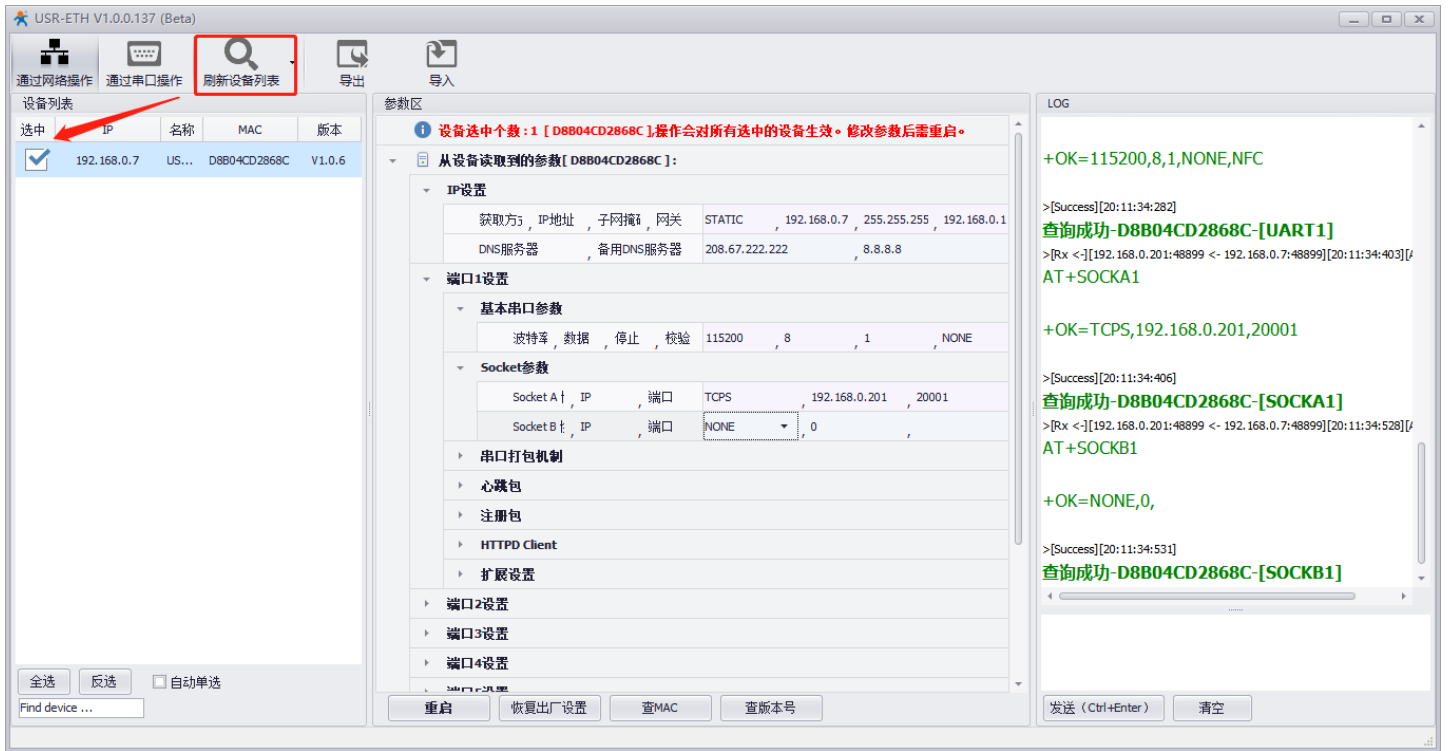 USR-ETH V1.0.0.137 (Beta)
通过网络操作 通过串口操作 刷新设备列表 导出 导入
设备列表
选中 IP 名称 MAC 版本
192.168.0.7 US... D8B04CD2868C V1.0.6
全选 反选 自动单选
Find device ...
参数区
设备选中个数:1 [ D8B04CD2868C ],操作会对所有选中的设备生效。修改参数后需重启。
从设备读取到的参数[ D8B04CD2868C ]:
IP设置
获取方 , IP地址 , 子网掩 , 网关 STATIC , 192.168.0.7 , 255.255.255 , 192.168.0.1
DNS服务器 , 备用DNS服务器 208.67.222.222 , 8.8.8.8
端口1设置
基本串口参数
波特率 , 数据 , 停止 , 校验 115200 , 8 , 1 , NONE
Socket参数
Socket A , IP , 端口 TCPS , 192.168.0.201 , 20001
Socket B , IP , 端口 NONE , 0 ,
串口打包机制
心跳包
注册包
HTTPD Client
扩展设置
端口2设置
端口3设置
端口4设置
重启 恢复出厂设置 查MAC 查版本号
LOG
+OK=115200,8,1,NONE,NFC
>[Success][20:11:34:282]
查询成功-D8B04CD2868C-[UART1]
>[Rx <-][192.168.0.201:48899 <- 192.168.0.7:48899][20:11:34:403][
AT+SOCKA1
+OK=TCPS,192.168.0.201,20001
>[Success][20:11:34:406]
查询成功-D8B04CD2868C-[SOCKA1]
>[Rx <-][192.168.0.201:48899 <- 192.168.0.7:48899][20:11:34:528][
AT+SOCKB1
+OK=NONE,0,
>[Success][20:11:34:531]
查询成功-D8B04CD2868C-[SOCKB1]
发送(Ctrl+Enter) 清空